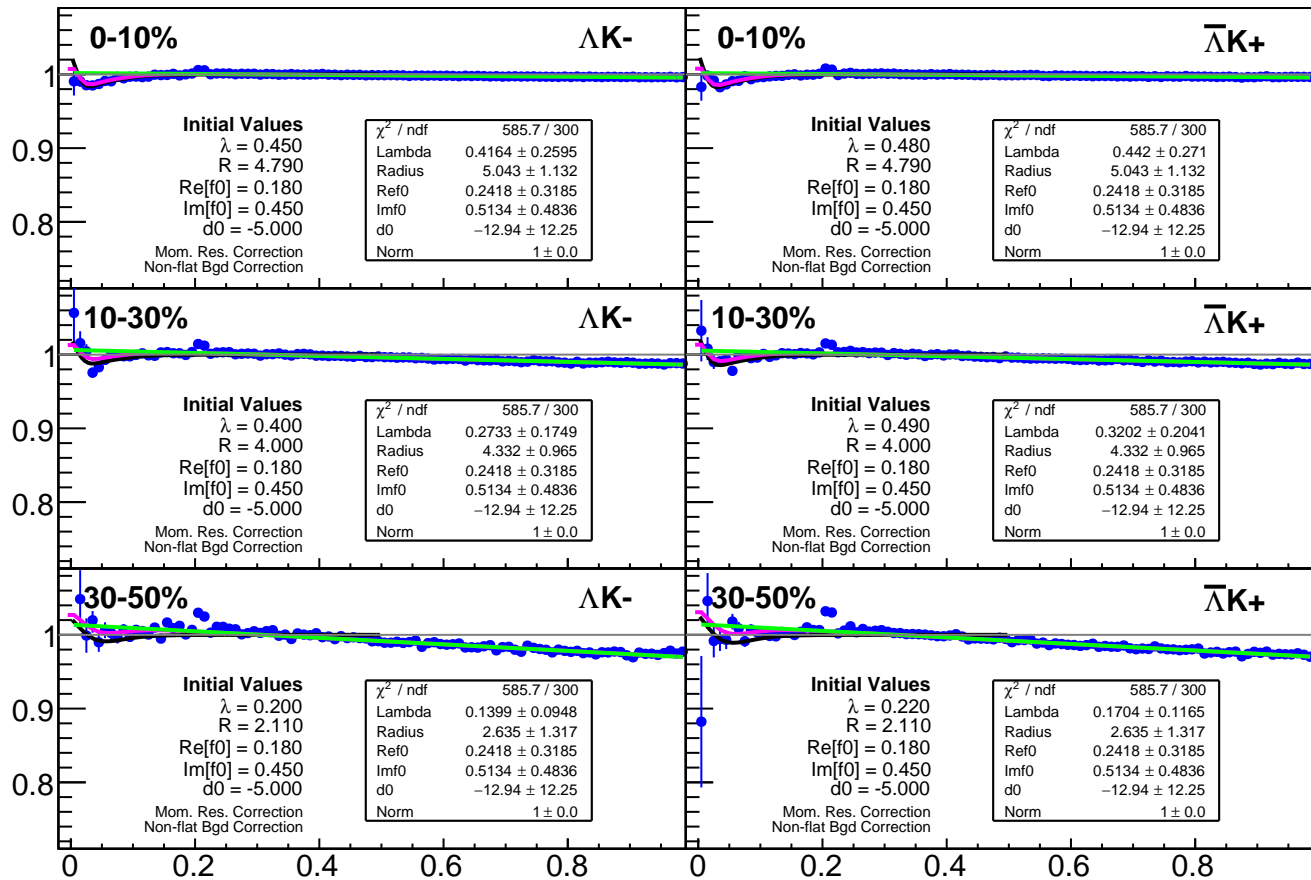 0-10%
ΛK-
1
0.9
0.8
Initial Values
λ = 0.450
R = 4.790
Re[f0] = 0.180
Im[f0] = 0.450
d0 = -5.000
Mom. Res. Correction
Non-flat Bgd Correction
χ² / ndf 585.7 / 300
Lambda 0.4164 ± 0.2595
Radius 5.043 ± 1.132
Ref0 0.2418 ± 0.3185
Imf0 0.5134 ± 0.4836
d0 −12.94 ± 12.25
Norm 1 ± 0.0
0-10%
Λ̅K+
Initial Values
λ = 0.480
R = 4.790
Re[f0] = 0.180
Im[f0] = 0.450
d0 = -5.000
Mom. Res. Correction
Non-flat Bgd Correction
χ² / ndf 585.7 / 300
Lambda 0.442 ± 0.271
Radius 5.043 ± 1.132
Ref0 0.2418 ± 0.3185
Imf0 0.5134 ± 0.4836
d0 −12.94 ± 12.25
Norm 1 ± 0.0
10-30%
ΛK-
1
0.9
0.8
Initial Values
λ = 0.400
R = 4.000
Re[f0] = 0.180
Im[f0] = 0.450
d0 = -5.000
Mom. Res. Correction
Non-flat Bgd Correction
χ² / ndf 585.7 / 300
Lambda 0.2733 ± 0.1749
Radius 4.332 ± 0.965
Ref0 0.2418 ± 0.3185
Imf0 0.5134 ± 0.4836
d0 −12.94 ± 12.25
Norm 1 ± 0.0
10-30%
Λ̅K+
Initial Values
λ = 0.490
R = 4.000
Re[f0] = 0.180
Im[f0] = 0.450
d0 = -5.000
Mom. Res. Correction
Non-flat Bgd Correction
χ² / ndf 585.7 / 300
Lambda 0.3202 ± 0.2041
Radius 4.332 ± 0.965
Ref0 0.2418 ± 0.3185
Imf0 0.5134 ± 0.4836
d0 −12.94 ± 12.25
Norm 1 ± 0.0
30-50%
ΛK-
1
0.9
0.8
Initial Values
λ = 0.200
R = 2.110
Re[f0] = 0.180
Im[f0] = 0.450
d0 = -5.000
Mom. Res. Correction
Non-flat Bgd Correction
χ² / ndf 585.7 / 300
Lambda 0.1399 ± 0.0948
Radius 2.635 ± 1.317
Ref0 0.2418 ± 0.3185
Imf0 0.5134 ± 0.4836
d0 −12.94 ± 12.25
Norm 1 ± 0.0
30-50%
Λ̅K+
Initial Values
λ = 0.220
R = 2.110
Re[f0] = 0.180
Im[f0] = 0.450
d0 = -5.000
Mom. Res. Correction
Non-flat Bgd Correction
χ² / ndf 585.7 / 300
Lambda 0.1704 ± 0.1165
Radius 2.635 ± 1.317
Ref0 0.2418 ± 0.3185
Imf0 0.5134 ± 0.4836
d0 −12.94 ± 12.25
Norm 1 ± 0.0
0 0.2 0.4 0.6 0.8
0 0.2 0.4 0.6 0.8